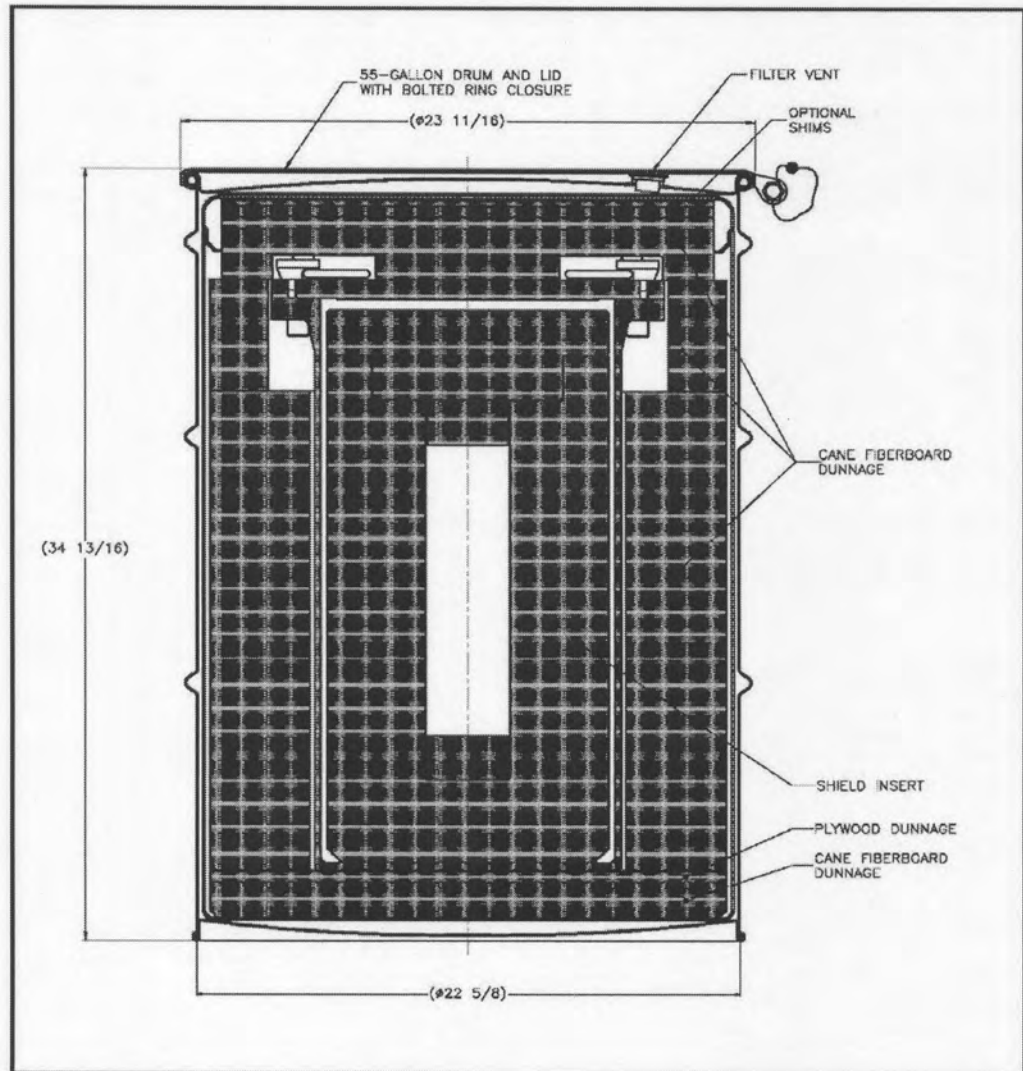 55-GALLON DRUM AND LID
WITH BOLTED RING CLOSURE
FILTER VENT
(ø23 11/16)
OPTIONAL
SHIMS
CANE FIBERBOARD
DUNNAGE
(34 13/16)
SHIELD INSERT
PLYWOOD DUNNAGE
CANE FIBERBOARD
DUNNAGE
(ø22 5/8)